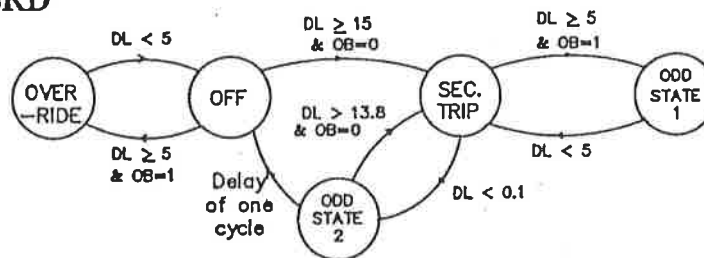 DL < 5
DL ≥ 15
& OB=0
DL ≥ 5
& OB=1
OVER
-RIDE
OFF
SEC.
TRIP
ODD
STATE
1
DL > 13.8
& OB=0
DL ≥ 5
& OB=1
DL < 5
Delay
of one
cycle
ODD
STATE
2
DL < 0.1